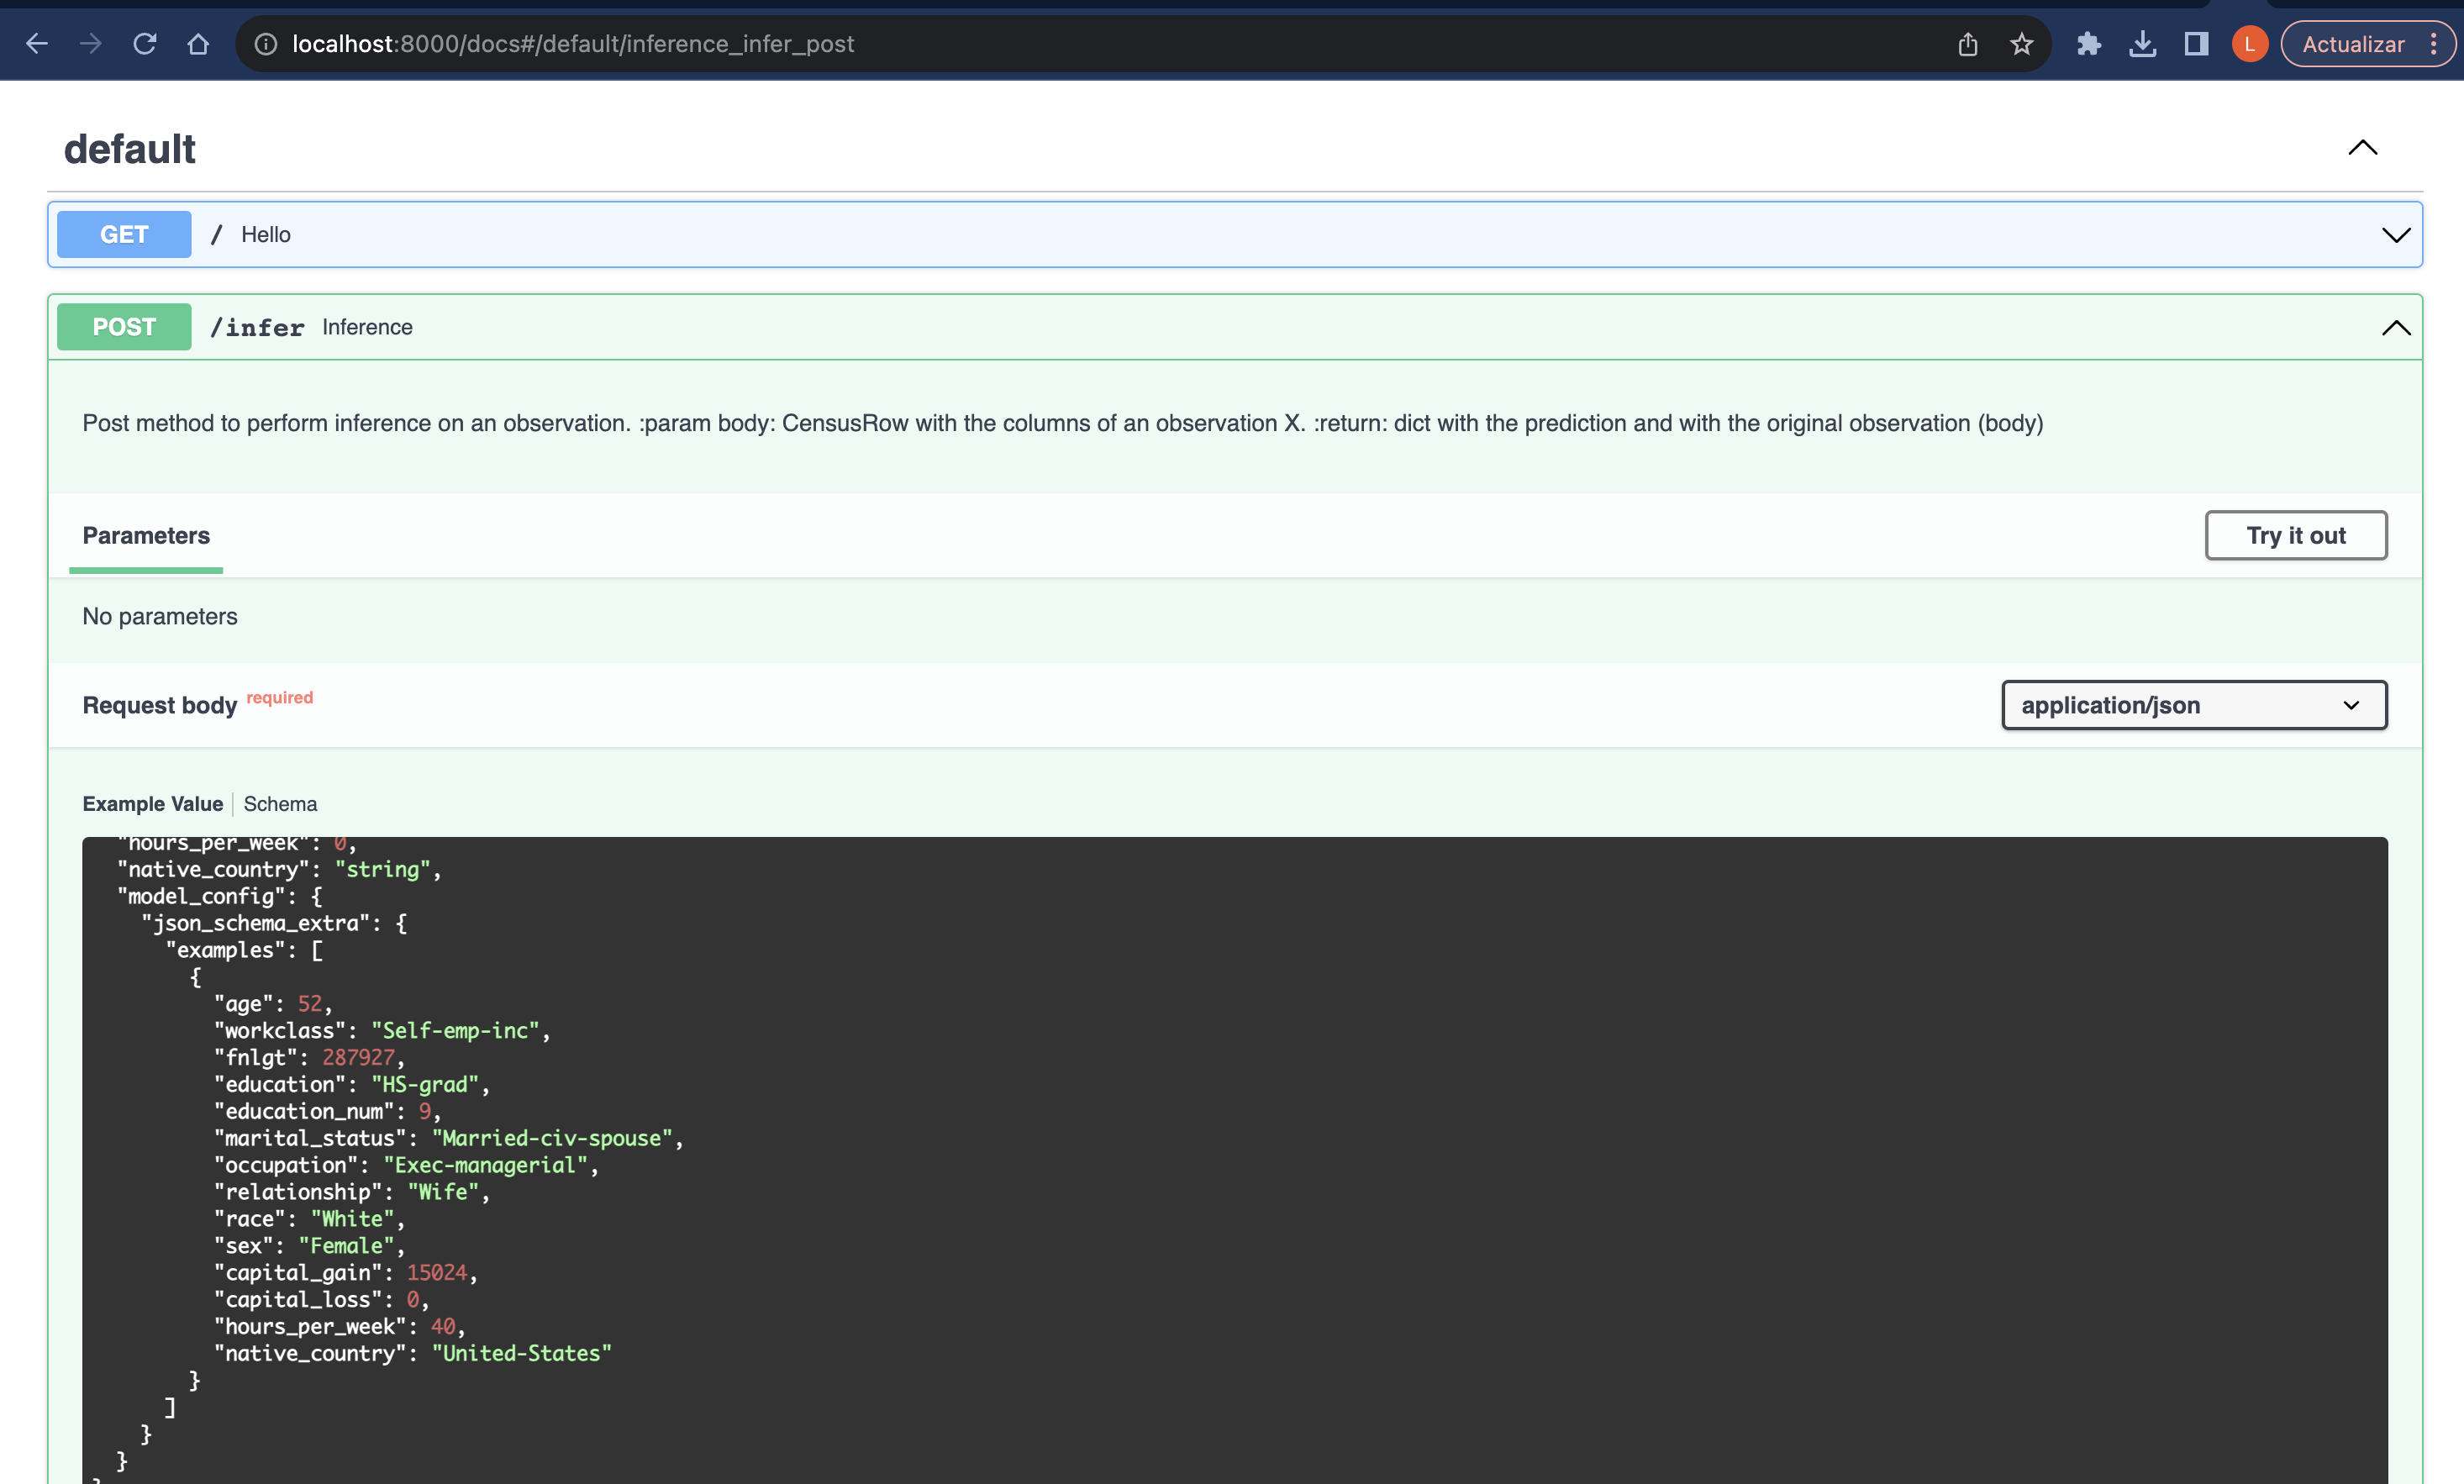 localhost:8000/docs#/default/inference_infer_post
L
Actualizar
default
GET / Hello
POST /infer Inference
Post method to perform inference on an observation. :param body: CensusRow with the columns of an observation X. :return: dict with the prediction and with the original observation (body)
Parameters
Try it out
No parameters
Request body required
application/json
Example Value | Schema
"hours_per_week": 0,
"native_country": "string",
"model_config": {
"json_schema_extra": {
"examples": [
{
"age": 52,
"workclass": "Self-emp-inc",
"fnlgt": 287927,
"education": "HS-grad",
"education_num": 9,
"marital_status": "Married-civ-spouse",
"occupation": "Exec-managerial",
"relationship": "Wife",
"race": "White",
"sex": "Female",
"capital_gain": 15024,
"capital_loss": 0,
"hours_per_week": 40,
"native_country": "United-States"
}
]
}
}